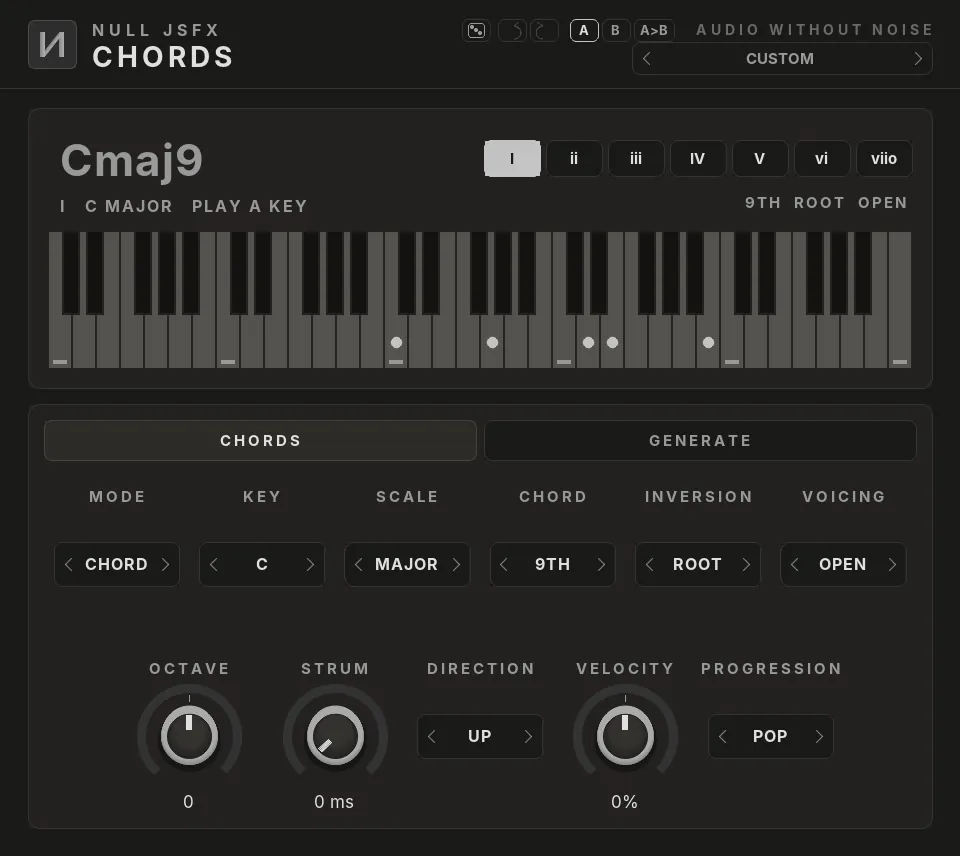 NULL JSFX
A B A>B AUDIO WITHOUT NOISE
CHORDS
CUSTOM
Cmaj9
I ii iii IV V vi viio
I C MAJOR PLAY A KEY
9TH ROOT OPEN
CHORDS GENERATE
MODE KEY SCALE CHORD INVERSION VOICING
CHORD C MAJOR 9TH ROOT OPEN
OCTAVE STRUM DIRECTION VELOCITY PROGRESSION
UP POP
0 0 ms 0%